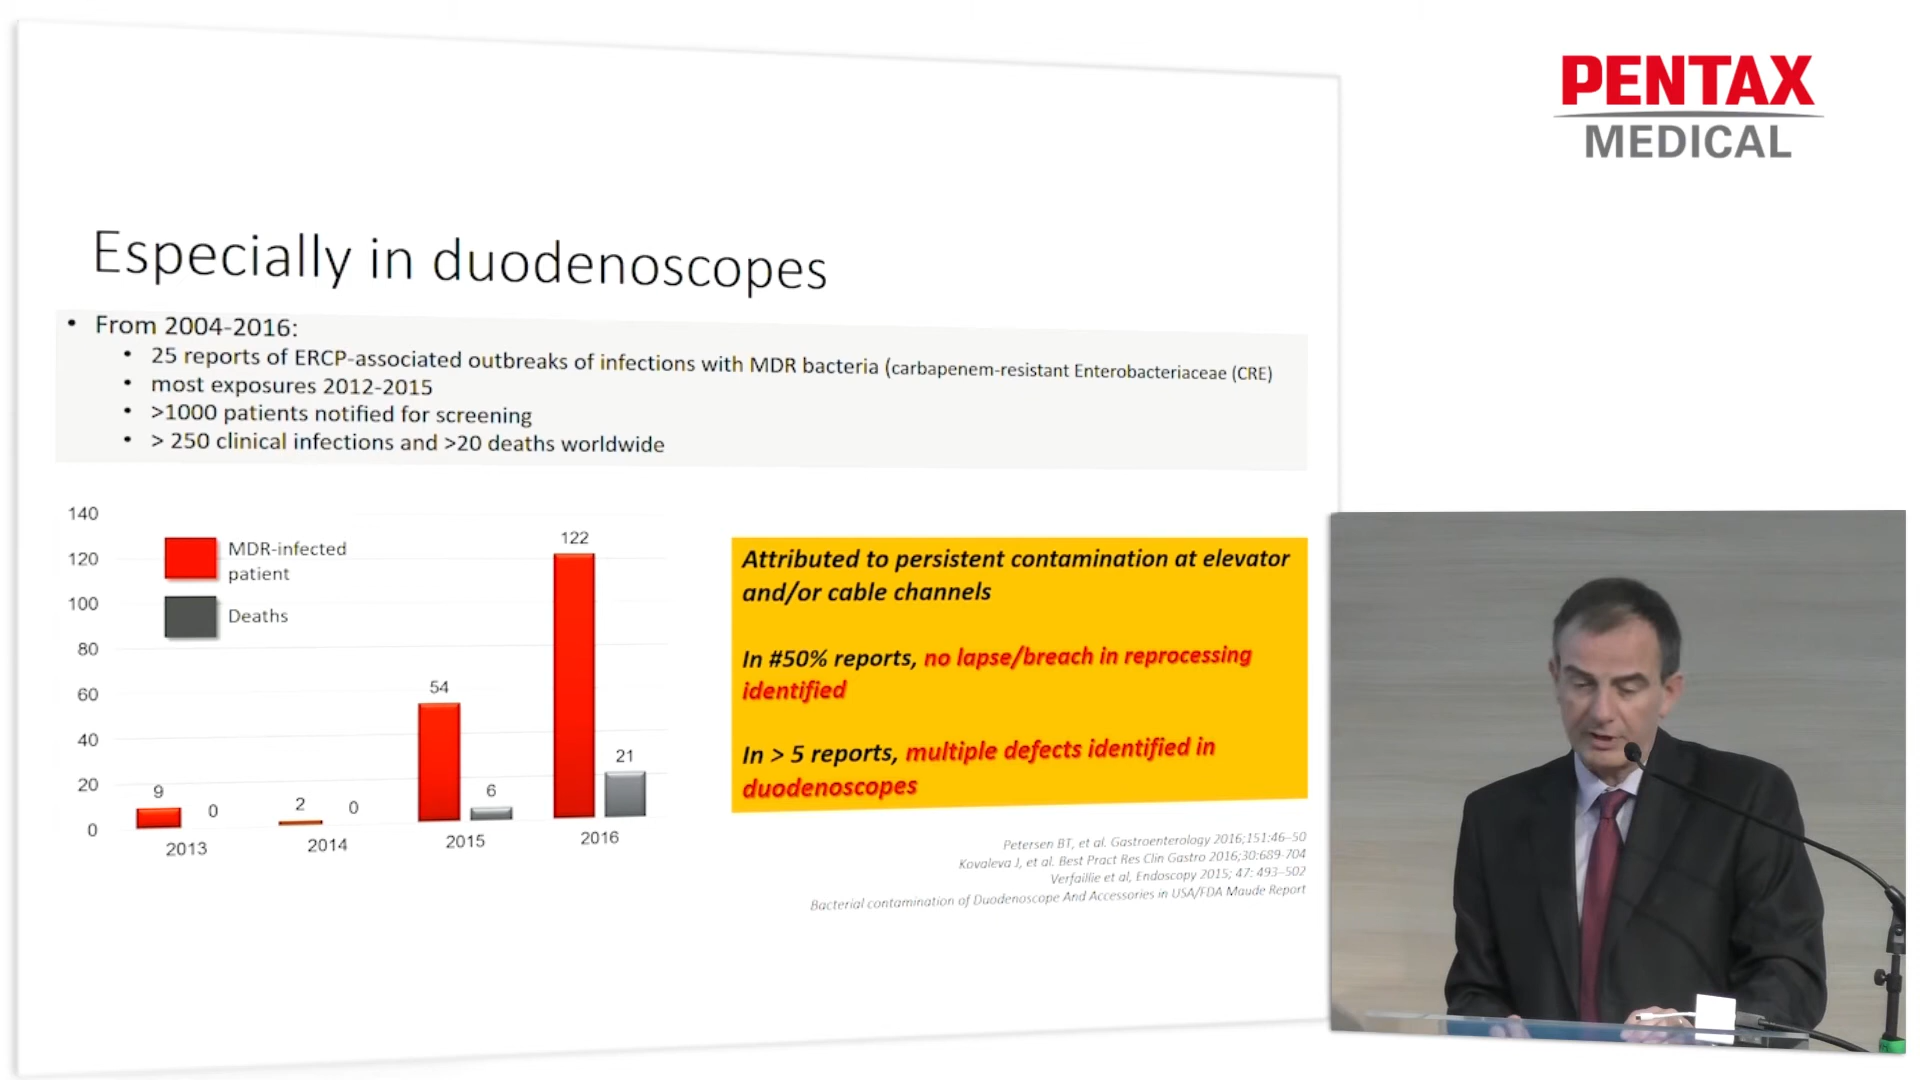 PENTAX
MEDICAL
Especially in duodenoscopes
• From 2004-2016:
• 25 reports of ERCP-associated outbreaks of infections with MDR bacteria (carbapenem-resistant Enterobacteriaceae (CRE)
• most exposures 2012-2015
• >1000 patients notified for screening
• > 250 clinical infections and >20 deaths worldwide
140
120
100
80
60
40
20
0
MDR-infected
patient
Deaths
9
0
2
0
54
6
122
21
2013
2014
2015
2016
Attributed to persistent contamination at elevator
and/or cable channels
In #50% reports, no lapse/breach in reprocessing
identified
In > 5 reports, multiple defects identified in
duodenoscopes
Petersen BT, et al. Gastroenterology 2016;151:46–50
Kovaleva J, et al. Best Pract Res Clin Gastro 2016;30:689-704
Verfaillie et al, Endoscopy 2015; 47: 493–502
Bacterial contamination of Duodenoscope And Accessories in USA/FDA Maude Report